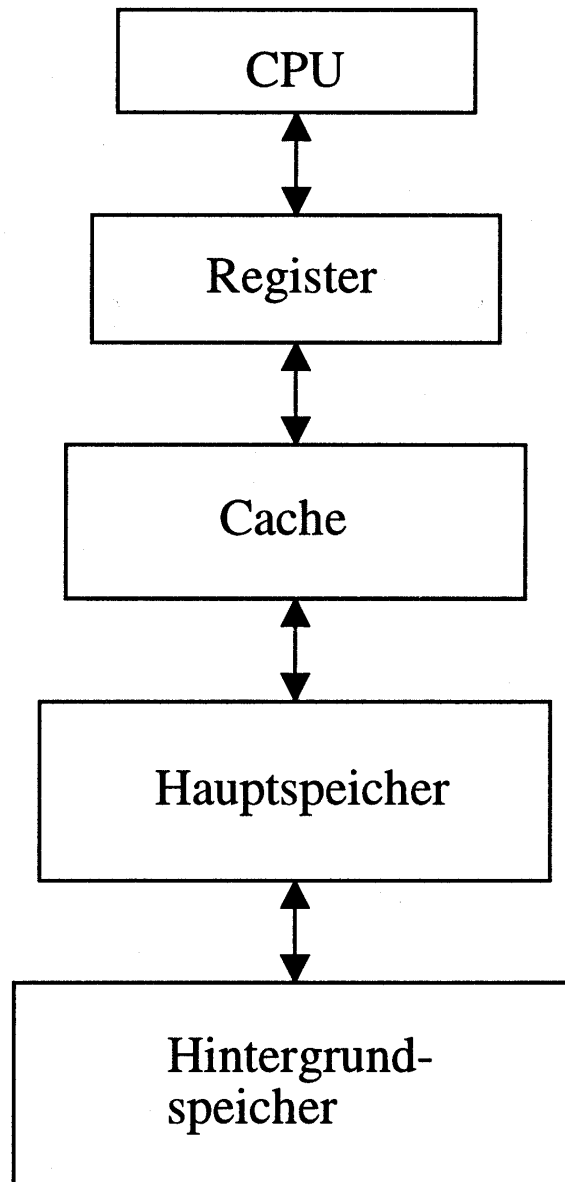 CPU
Register
Cache
Hauptspeicher
Hintergrund-
speicher